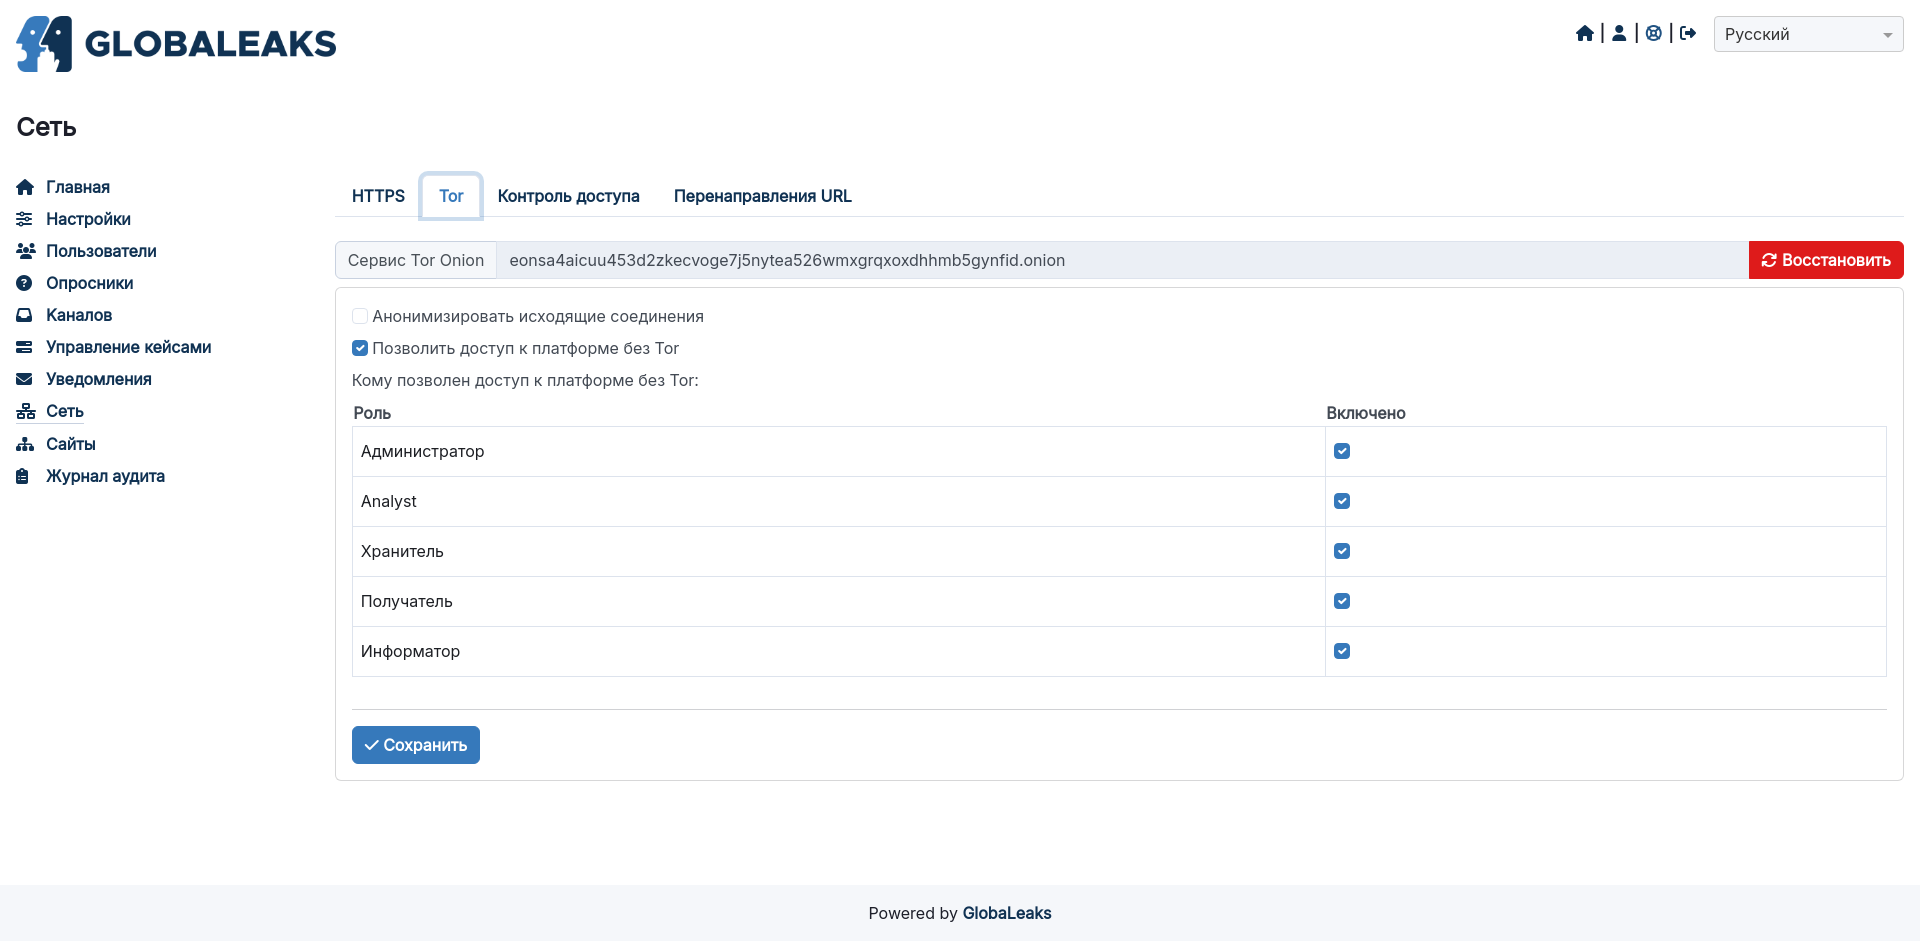 GLOBALEAKS
| | |
Русский
Сеть
Главная
Настройки
Пользователи
Опросники
Каналов
Управление кейсами
Уведомления
Сеть
Сайты
Журнал аудита
HTTPS Tor Контроль доступа Перенаправления URL
Сервис Tor Onion eonsa4aicuu453d2zkecvoge7j5nytea526wmxgrqxoxdhhmb5gynfid.onion Восстановить
Анонимизировать исходящие соединения
Позволить доступ к платформе без Tor
Кому позволен доступ к платформе без Tor:
Роль Включено
Администратор
Analyst
Хранитель
Получатель
Информатор
Сохранить
Powered by GlobaLeaks